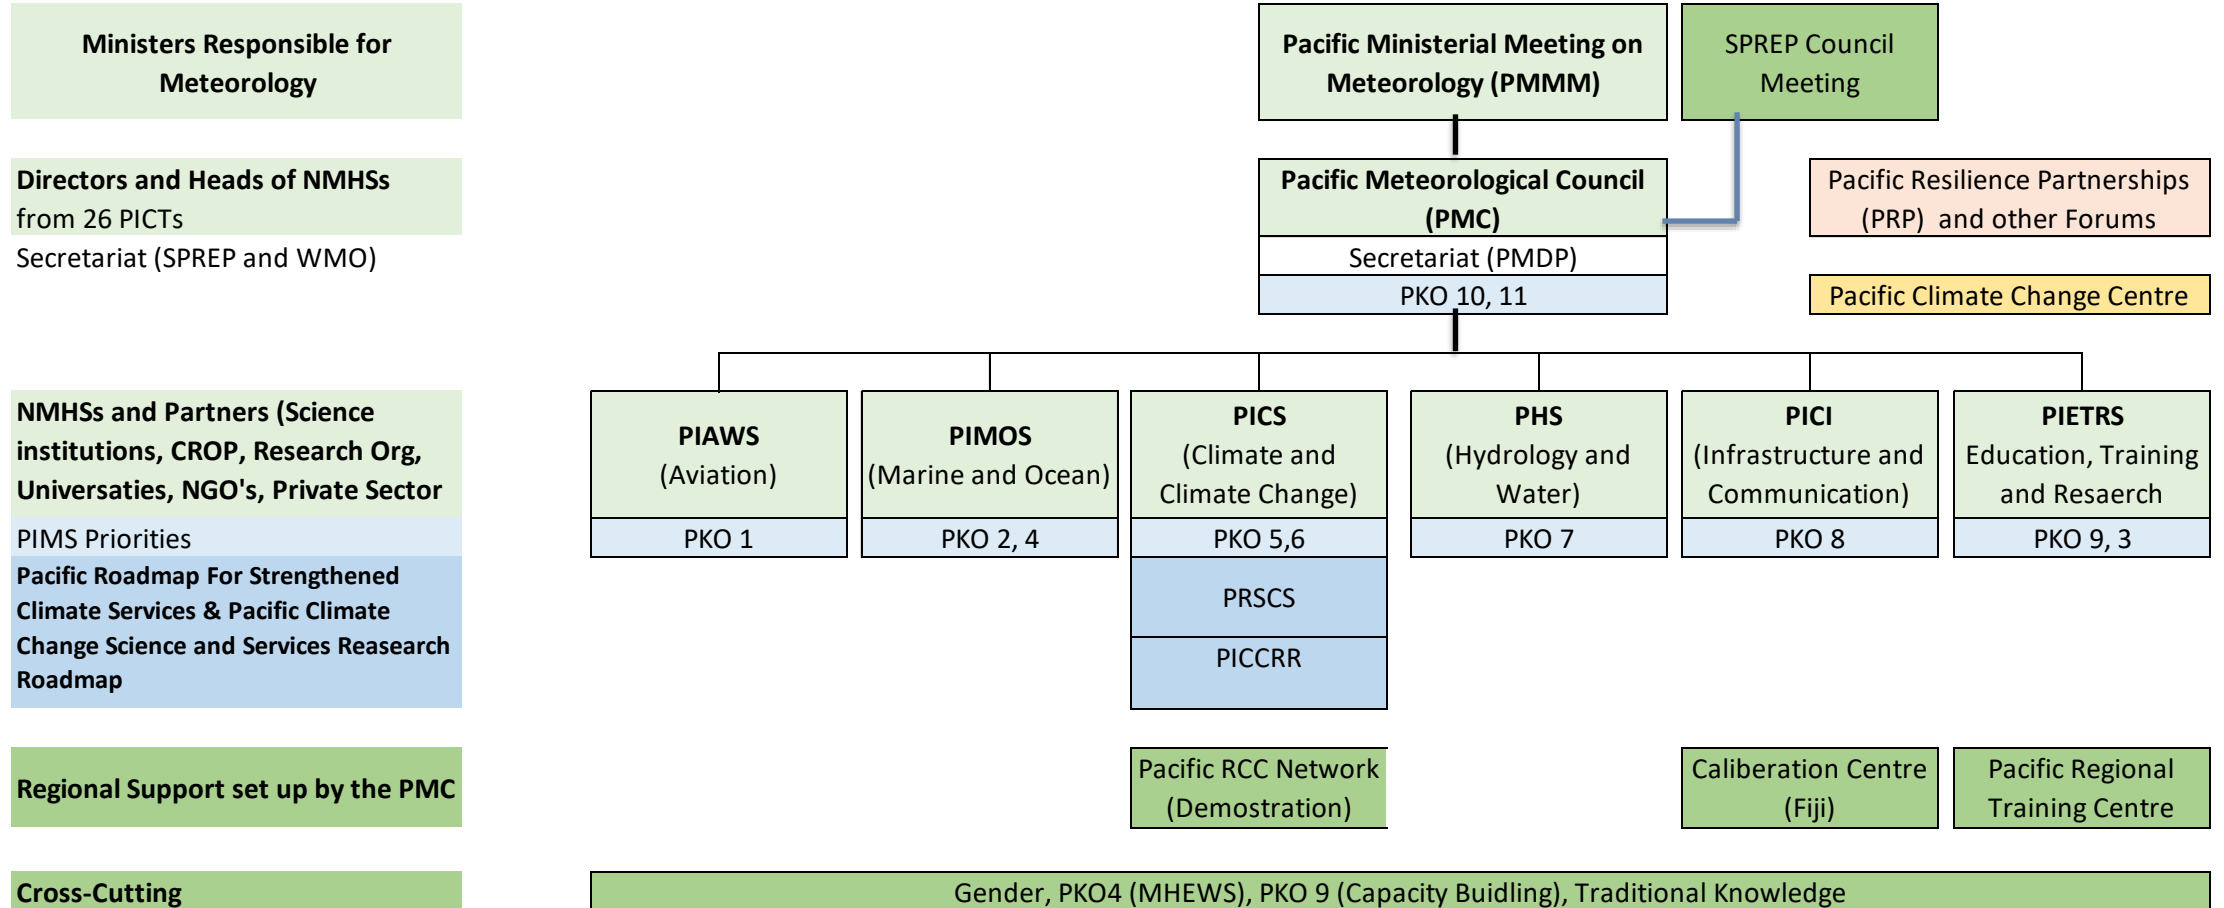 Ministers Responsible for
Meteorology
Pacific Ministerial Meeting on
Meteorology (PMMM)
SPREP Council
Meeting
Directors and Heads of NMHSs
from 26 PICTs
Secretariat (SPREP and WMO)
Pacific Meteorological Council
(PMC)
Secretariat (PMDP)
PKO 10, 11
Pacific Resilience Partnerships
(PRP)  and other Forums
Pacific Climate Change Centre
NMHSs and Partners (Science
institutions, CROP, Research Org,
Universaties, NGO's, Private Sector
PIAWS
(Aviation)
PIMOS
(Marine and Ocean)
PICS
(Climate and
Climate Change)
PHS
(Hydrology and
Water)
PICI
(Infrastructure and
Communication)
PIETRS
Education, Training
and Resaerch
PIMS Priorities
PKO 1
PKO 2, 4
PKO 5,6
PKO 7
PKO 8
PKO 9, 3
Pacific Roadmap For Strengthened
Climate Services & Pacific Climate
Change Science and Services Reasearch
Roadmap
PRSCS
PICCRR
Regional Support set up by the PMC
Pacific RCC Network
(Demostration)
Caliberation Centre
(Fiji)
Pacific Regional
Training Centre
Cross-Cutting
Gender, PKO4 (MHEWS), PKO 9 (Capacity Buidling), Traditional Knowledge